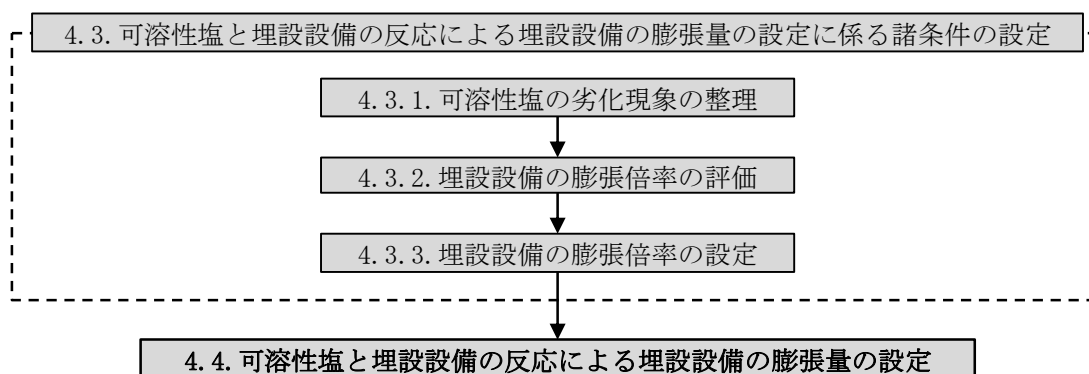 4.3.可溶性塩と埋設設備の反応による埋設設備の膨張量の設定に係る諸条件の設定
4.3.1.可溶性塩の劣化現象の整理
4.3.2.埋設設備の膨張倍率の評価
4.3.3.埋設設備の膨張倍率の設定
4.4.可溶性塩と埋設設備の反応による埋設設備の膨張量の設定